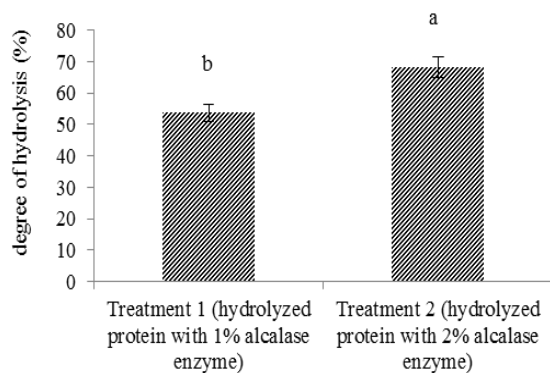 degree of hydrolysis (%)
80
70
60
50
40
30
20
10
0
b
a
Treatment 1 (hydrolyzed
protein with 1% alcalase
enzyme)
Treatment 2 (hydrolyzed
protein with 2% alcalase
enzyme)